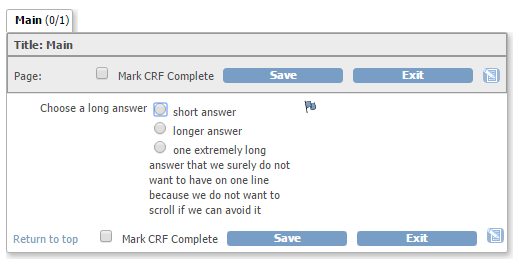 Main (0/1)
Title: Main
Page: Mark CRF Complete Save Exit
Choose a long answer short answer
longer answer
one extremely long
answer that we surely do not
want to have on one line
because we do not want to
scroll if we can avoid it
Return to top Mark CRF Complete Save Exit